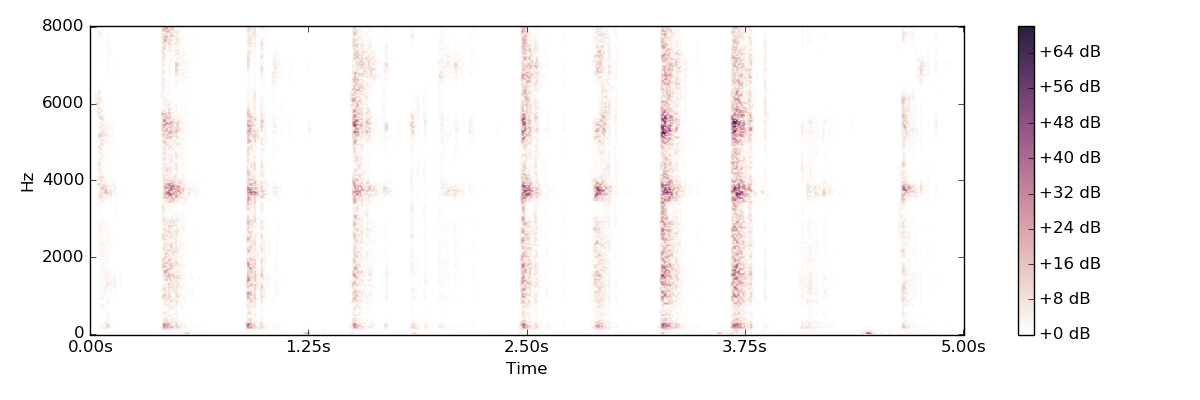 8000
6000
4000
2000
0
Hz
0.00s 1.25s 2.50s 3.75s 5.00s
Time
+64 dB
+56 dB
+48 dB
+40 dB
+32 dB
+24 dB
+16 dB
+8 dB
+0 dB